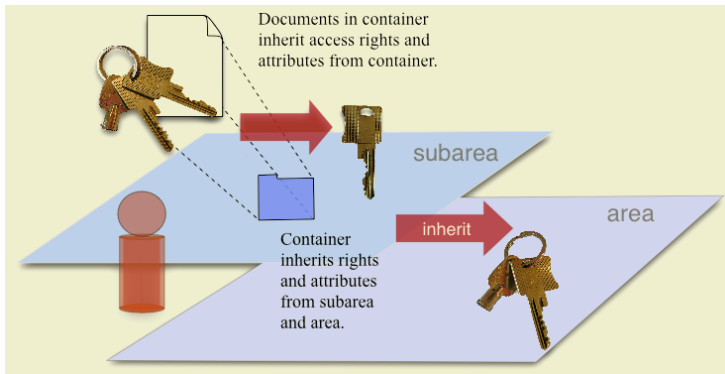 Documents in container
inherit access rights and
attributes from container.
subarea
area
inherit
Container
inherits rights
and attributes
from subarea
and area.